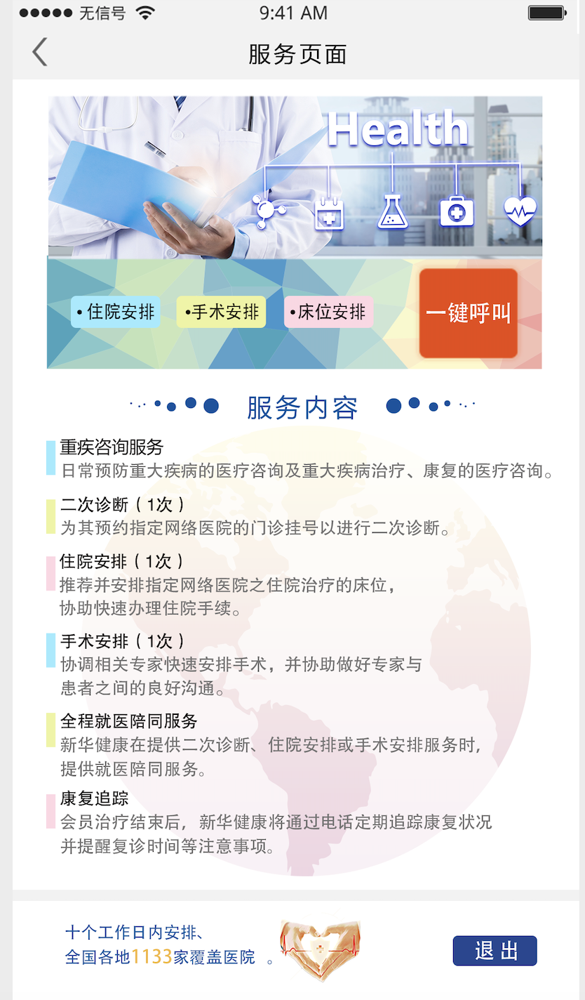 无信号 9:41 AM
服务页面
Health
•住院安排 •手术安排 •床位安排 一键呼叫
服务内容
重疾咨询服务
日常预防重大疾病的医疗咨询及重大疾病治疗、康复的医疗咨询。
二次诊断（1次）
为其预约指定网络医院的门诊挂号以进行二次诊断。
住院安排（1次）
推荐并安排指定网络医院之住院治疗的床位，
协助快速办理住院手续。
手术安排（1次）
协调相关专家快速安排手术，并协助做好专家与
患者之间的良好沟通。
全程就医陪同服务
新华健康在提供二次诊断、住院安排或手术安排服务时,
提供就医陪同服务。
康复追踪
会员治疗结束后，新华健康将通过电话定期追踪康复状况
并提醒复诊时间等注意事项。
十个工作日内安排、
全国各地1133家覆盖医院 。
退出